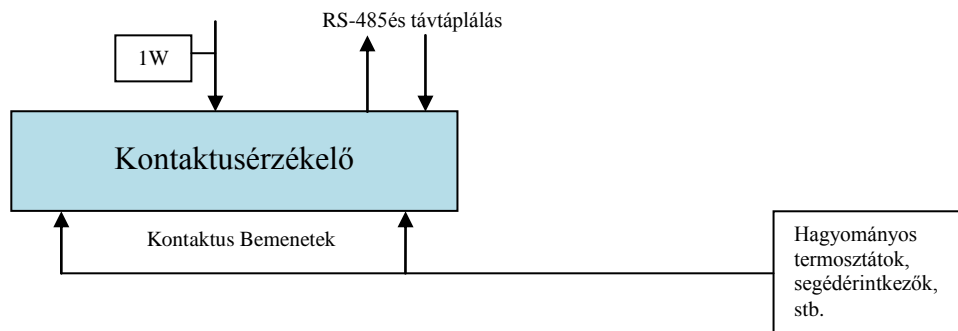 RS-485és távtáplálás
1W
Kontaktusérzékelő
Kontaktus Bemenetek
Hagyományos
termosztátok,
segédérintkezők,
stb.